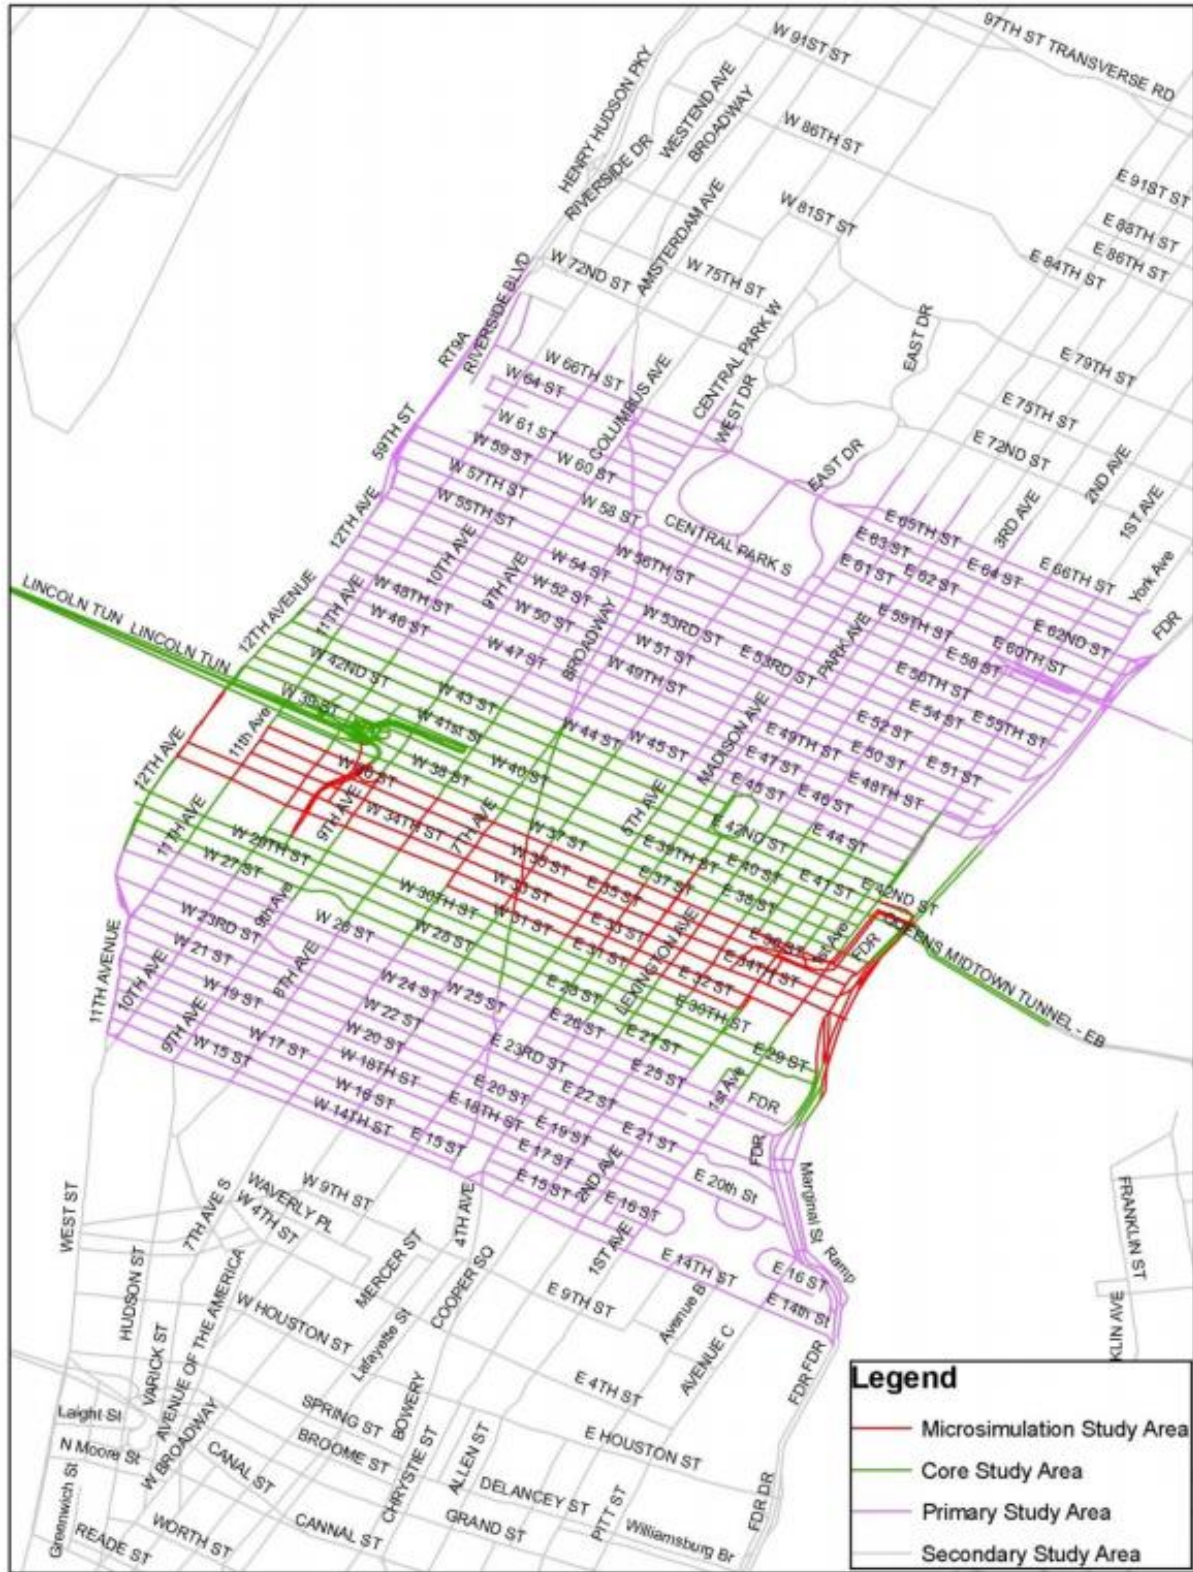 97TH ST TRANSVERSE RD
W 91ST ST
HENRY HUDSON PKY
WESTEND AVE
BROADWAY
W 86TH ST
RIVERSIDE DR
E 91ST ST
AMSTERDAM AVE
W 81ST ST
E 88TH ST
E 86TH ST
E 84TH ST
W 72ND ST
W 75TH ST
RIVERSIDE BLVD
RT9A
CENTRAL PARK W
EAST DR
E 79TH ST
W 66TH ST
W 64 ST
COLUMBUS AVE
WEST DR
E 75TH ST
59TH ST
W 61 ST
W 60 ST
W 59 ST
E 72ND ST
EAST DR
2ND AVE
W 57TH ST
W 58 ST
3RD AVE
1ST AVE
12TH AVE
W 55TH ST
CENTRAL PARK S
E 65TH ST
10TH AVE
W 54 ST
W 56TH ST
E 63 ST
E 64 ST
E 66TH ST
York Ave
LINCOLN TUN
LINCOLN TUN
12TH AVENUE
11TH AVE
W 48TH ST
9TH AVE
W 52 ST
E 61 ST
E 62 ST
W 46 ST
W 50 ST
BROADWAY
W 53RD ST
E 53RD ST
PARK AVE
E 59TH ST
E 62ND ST
FDR
W 47 ST
W 51 ST
E 60TH ST
E 58 ST
W 42ND ST
W 49TH ST
E 56TH ST
W 39 ST
W 43 ST
MADISON AVE
E 54 ST
E 55TH ST
11th Ave
9th Ave
W 41st St
W 44 ST
W 45 ST
E 49TH ST
E 52 ST
12TH AVE
W 40 ST
E 47 ST
E 50 ST
E 51 ST
W 38 ST
5TH AVE
E 45 ST
E 46 ST
E 48TH ST
9TH AVE
W 34TH ST
7TH AVE
W 37 ST
E 42ND ST
E 44 ST
11TH AVE
W 29TH ST
W 35 ST
E 39TH ST
E 40 ST
E 41 ST
E 42ND ST
W 27 ST
W 33 ST
E 35 ST
E 37 ST
E 38 ST
9th Ave
W 30TH ST
W 31 ST
E 33 ST
LEXINGTON AVE
E 36 ST
1st Ave
FDR
QUEENS MIDTOWN TUNNEL - EB
W 23RD ST
W 26 ST
W 28 ST
E 31 ST
E 34TH ST
W 21 ST
8TH AVE
E 32 ST
11TH AVENUE
10TH AVE
W 24 ST
W 25 ST
E 28 ST
E 30TH ST
W 19 ST
W 22 ST
E 26 ST
E 27 ST
E 29 ST
9TH AVE
W 17 ST
W 20 ST
E 23RD ST
E 25 ST
1st Ave
W 15 ST
W 18TH ST
E 20 ST
E 22 ST
FDR
W 16 ST
E 18TH ST
E 19 ST
E 21 ST
FDR
W 14TH ST
E 15 ST
E 17 ST
2ND AVE
E 20th St
Marginal St
W 9TH ST
E 15 ST
E 16 ST
WAVERLY PL
W 4TH ST
4TH AVE
WEST ST
7TH AVE S
MERCER ST
COOPER SQ
1ST AVE
E 14TH ST
E 16 ST
Ramp
FRANKLIN ST
HUDSON ST
W HOUSTON ST
E 9TH ST
Avenue B
E 14th St
VARICK ST
AVENUE OF THE AMERICA
Lafayette St
AVENUE C
FDR
FDR
KLIN AVE
E 4TH ST
Laight St
W BROADWAY
SPRING ST
BOWERY
N Moore St
BROOME ST
CHRYSTIE ST
ALLEN ST
E HOUSTON ST
CANAL ST
DELANCEY ST
PITT ST
FDR DR
Greenwich St
READE ST
WORTH ST
CANNAL ST
GRAND ST
Williamsburg Br
Legend
Microsimulation Study Area
Core Study Area
Primary Study Area
Secondary Study Area